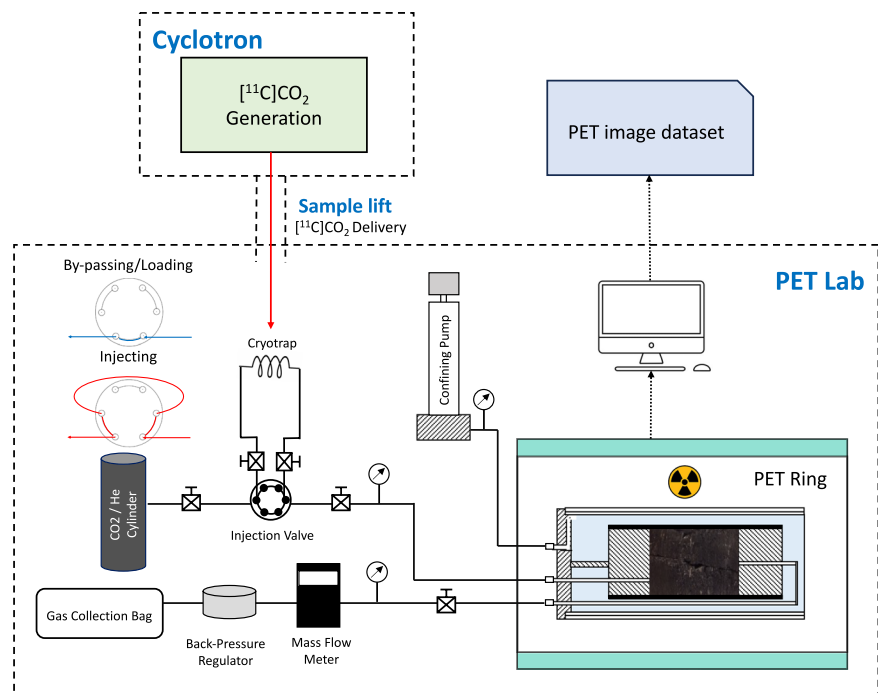 Cyclotron
[¹¹C]CO₂
Generation
PET image dataset
Sample lift
[¹¹C]CO₂ Delivery
PET Lab
By-passing/Loading
Injecting
Cryotrap
Confining Pump
PET Ring
CO2 / He
Cylinder
Injection Valve
Gas Collection Bag
Back-Pressure
Regulator
Mass Flow
Meter